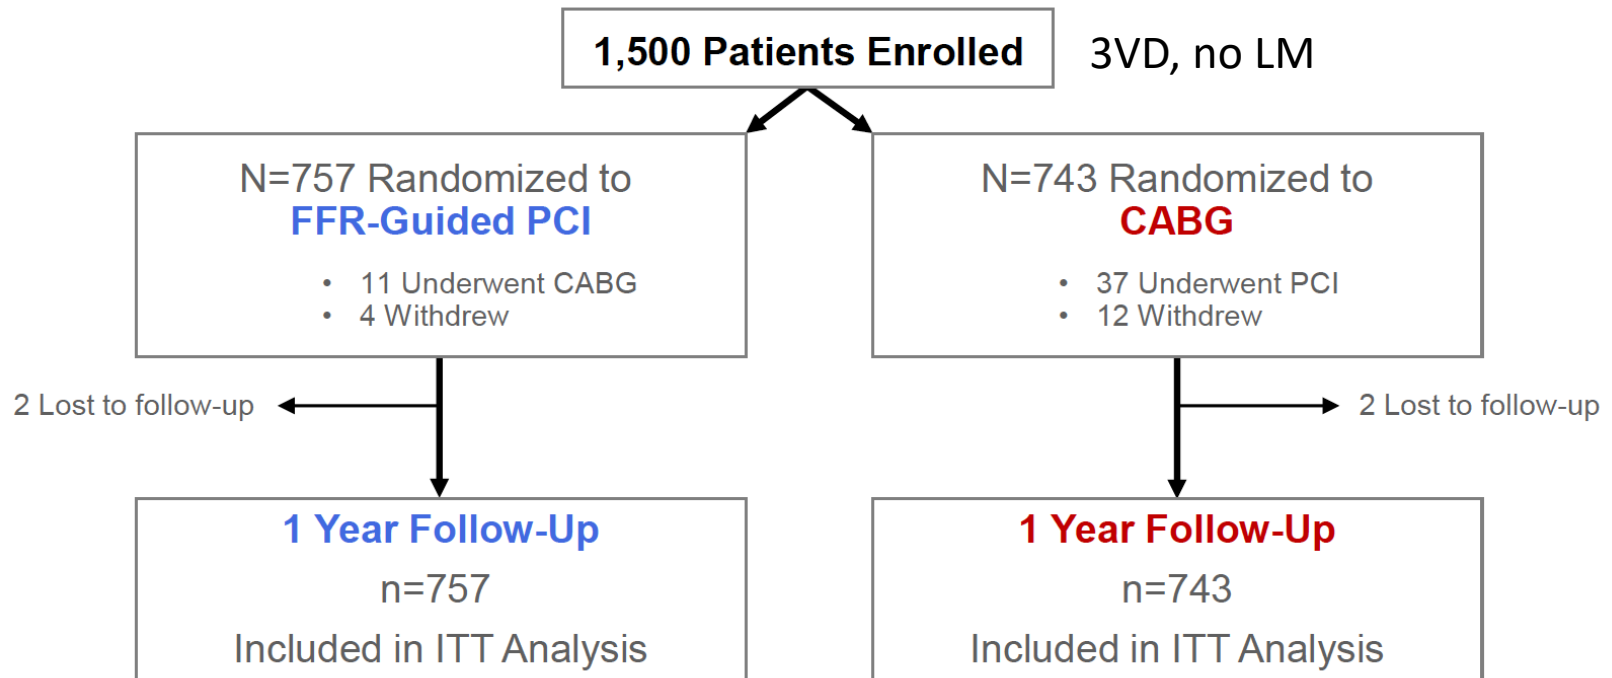 1,500 Patients Enrolled
3VD, no LM
N=757 Randomized to
FFR-Guided PCI
• 11 Underwent CABG
• 4 Withdrew
N=743 Randomized to
CABG
• 37 Underwent PCI
• 12 Withdrew
2 Lost to follow-up
2 Lost to follow-up
1 Year Follow-Up
n=757
Included in ITT Analysis
1 Year Follow-Up
n=743
Included in ITT Analysis